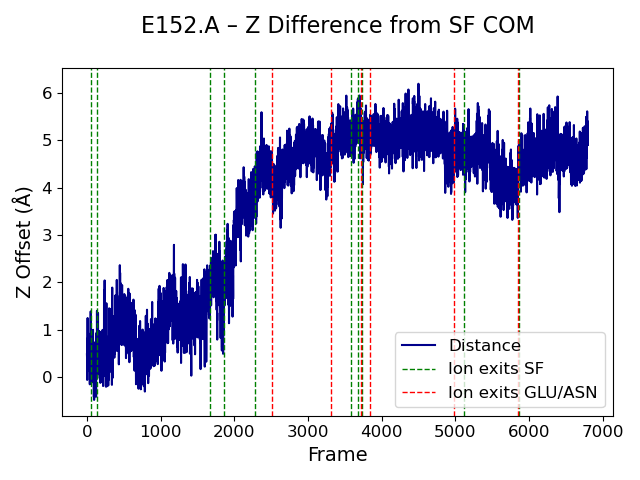 E152.A – Z Difference from SF COM
Z Offset (Å)
6
5
4
3
2
1
0
Distance
Ion exits SF
Ion exits GLU/ASN
0 1000 2000 3000 4000 5000 6000 7000
Frame